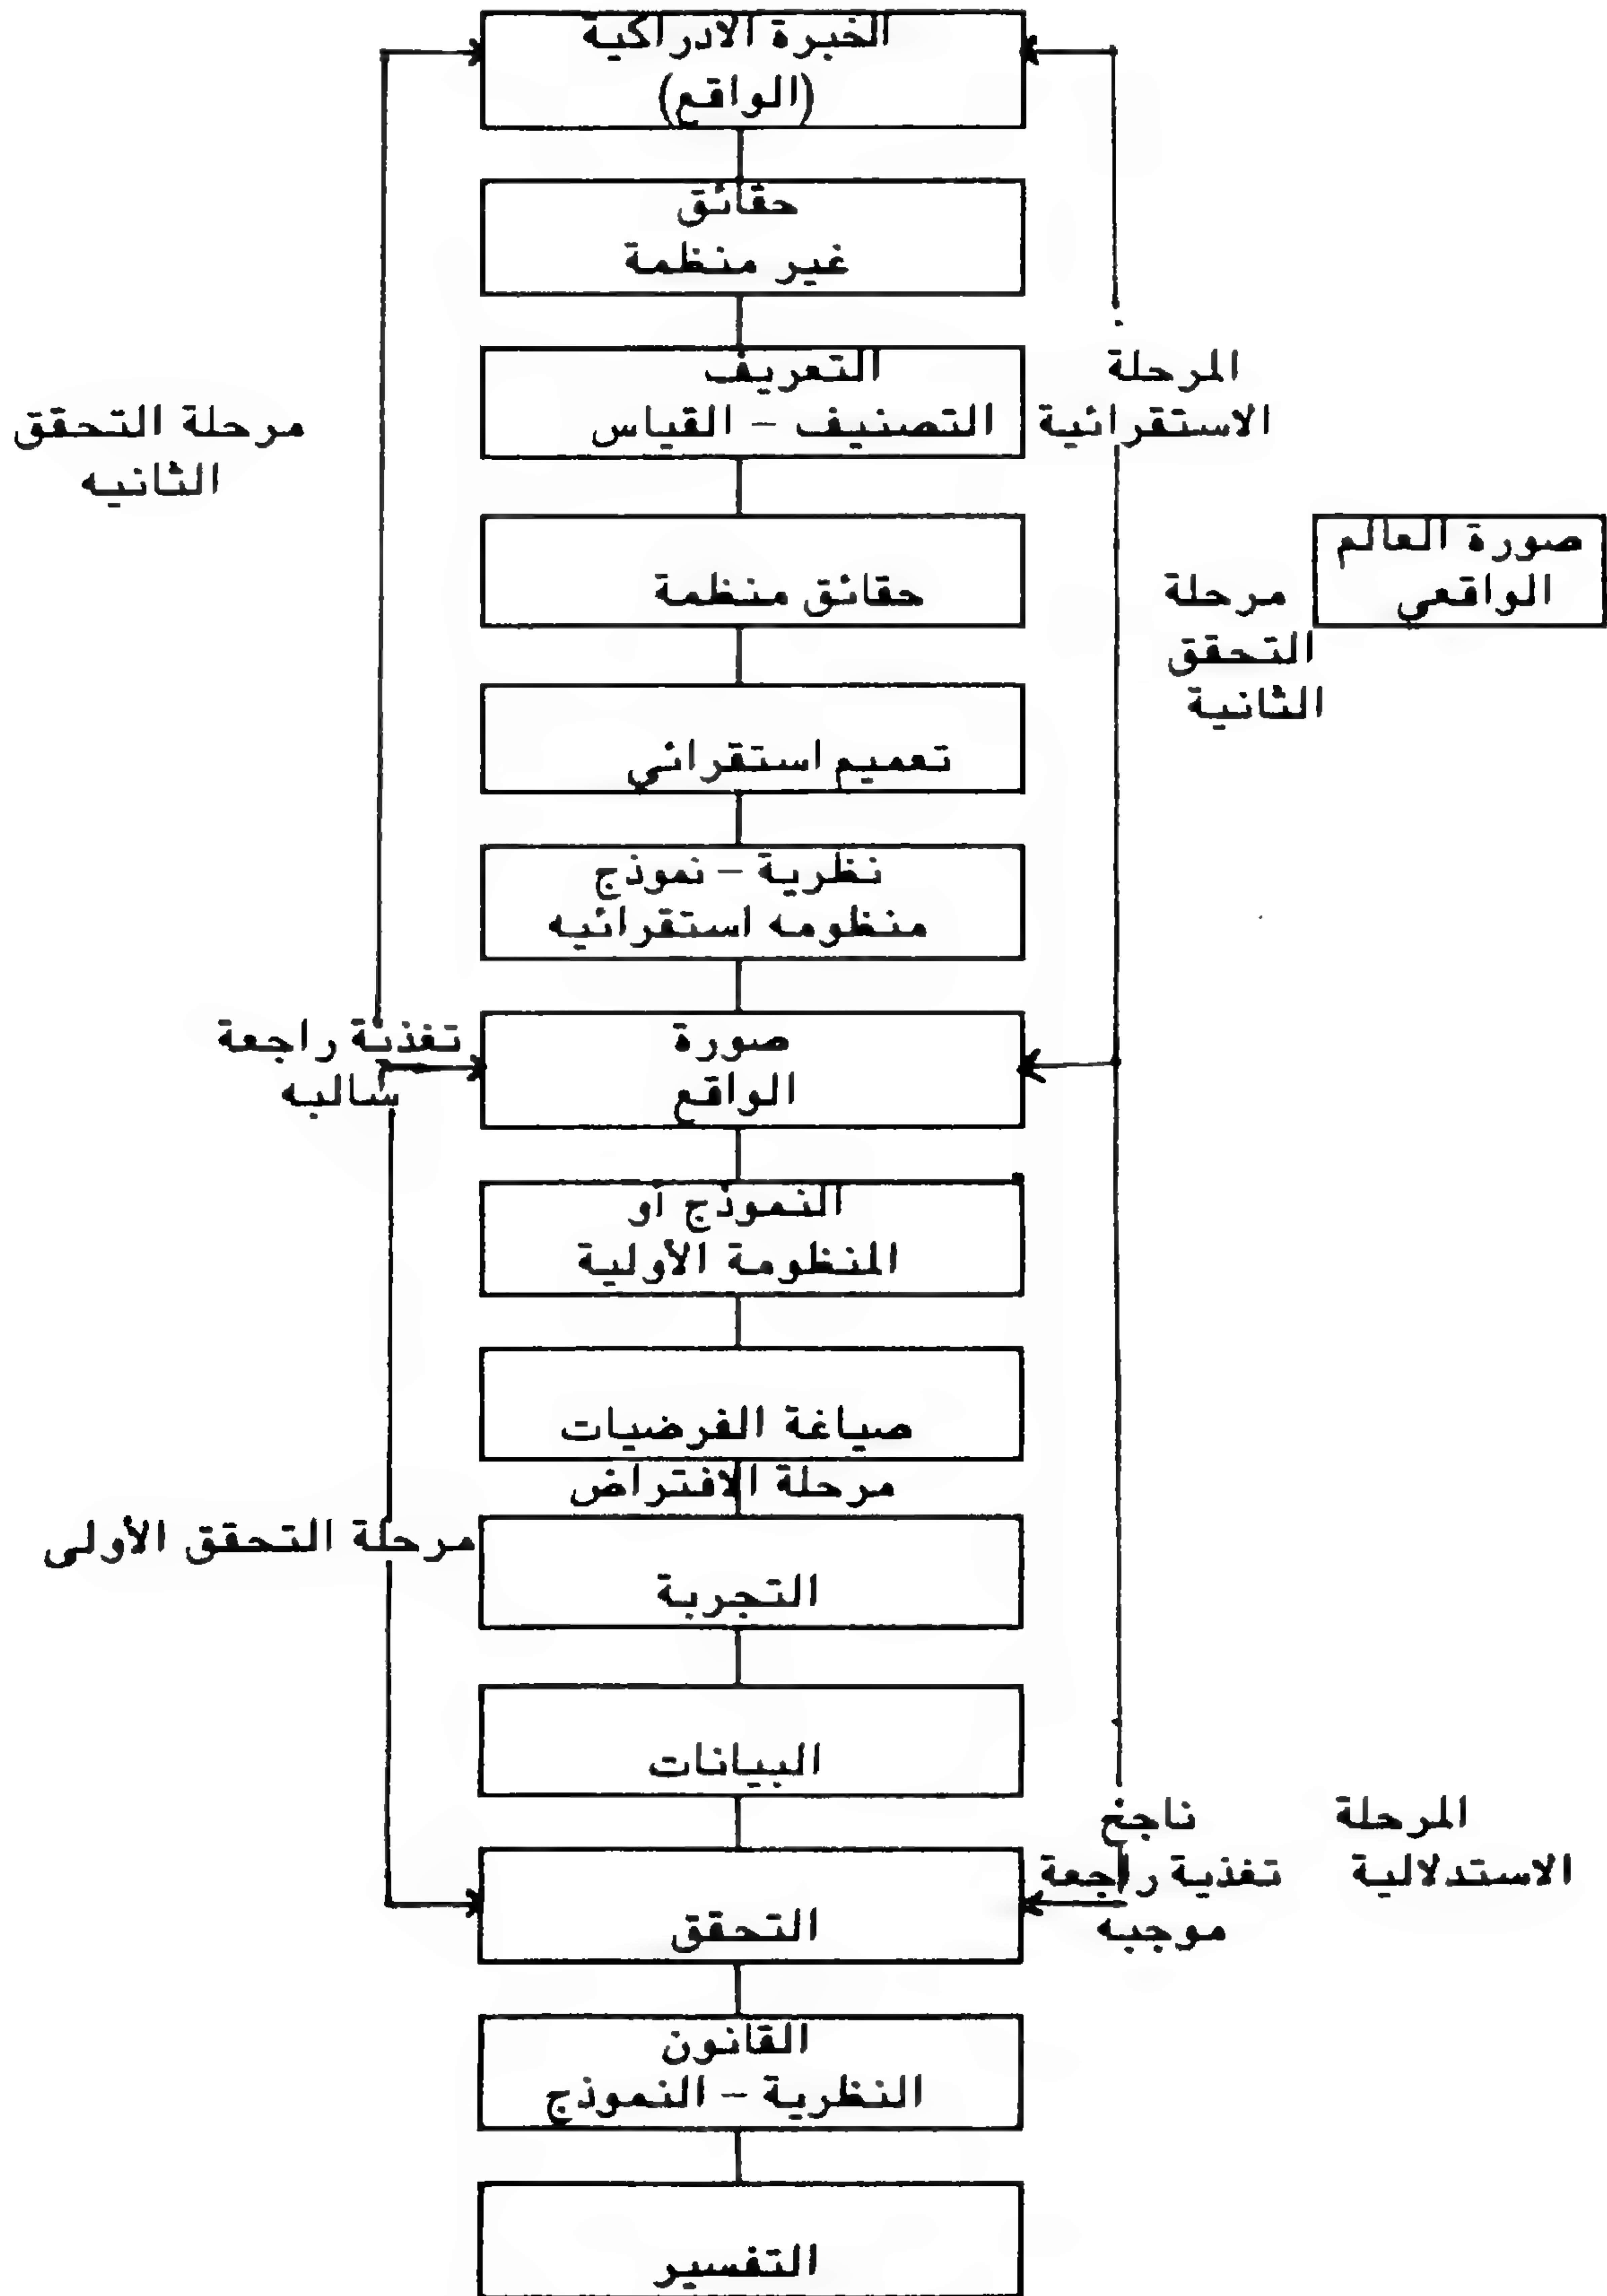 الخبرة الادراكية
(الواقع)
حقائق
غير منظمة
التعريف
التصنيف – القياس
المرحلة
الاستقرائية
مرحلة التحقق
الثانيه
حقائق منظمة
صورة العالم
الواقعي
مرحلة
التحقق
الثانية
تعميم استقرائي
نظرية – نموذج
منظومه استقرائيه
صورة
الواقع
تغذية راجعة
سالبه
النموذج أو
المنظومة الأولية
صياغة الفرضيات
مرحلة الافتراض
مرحلة التحقق الأولى
التجربة
البيانات
المرحلة
الاستدلالية
ناجغ
تغذية راجعة
موجبه
التحقق
القانون
النظرية – النموذج
التفسير